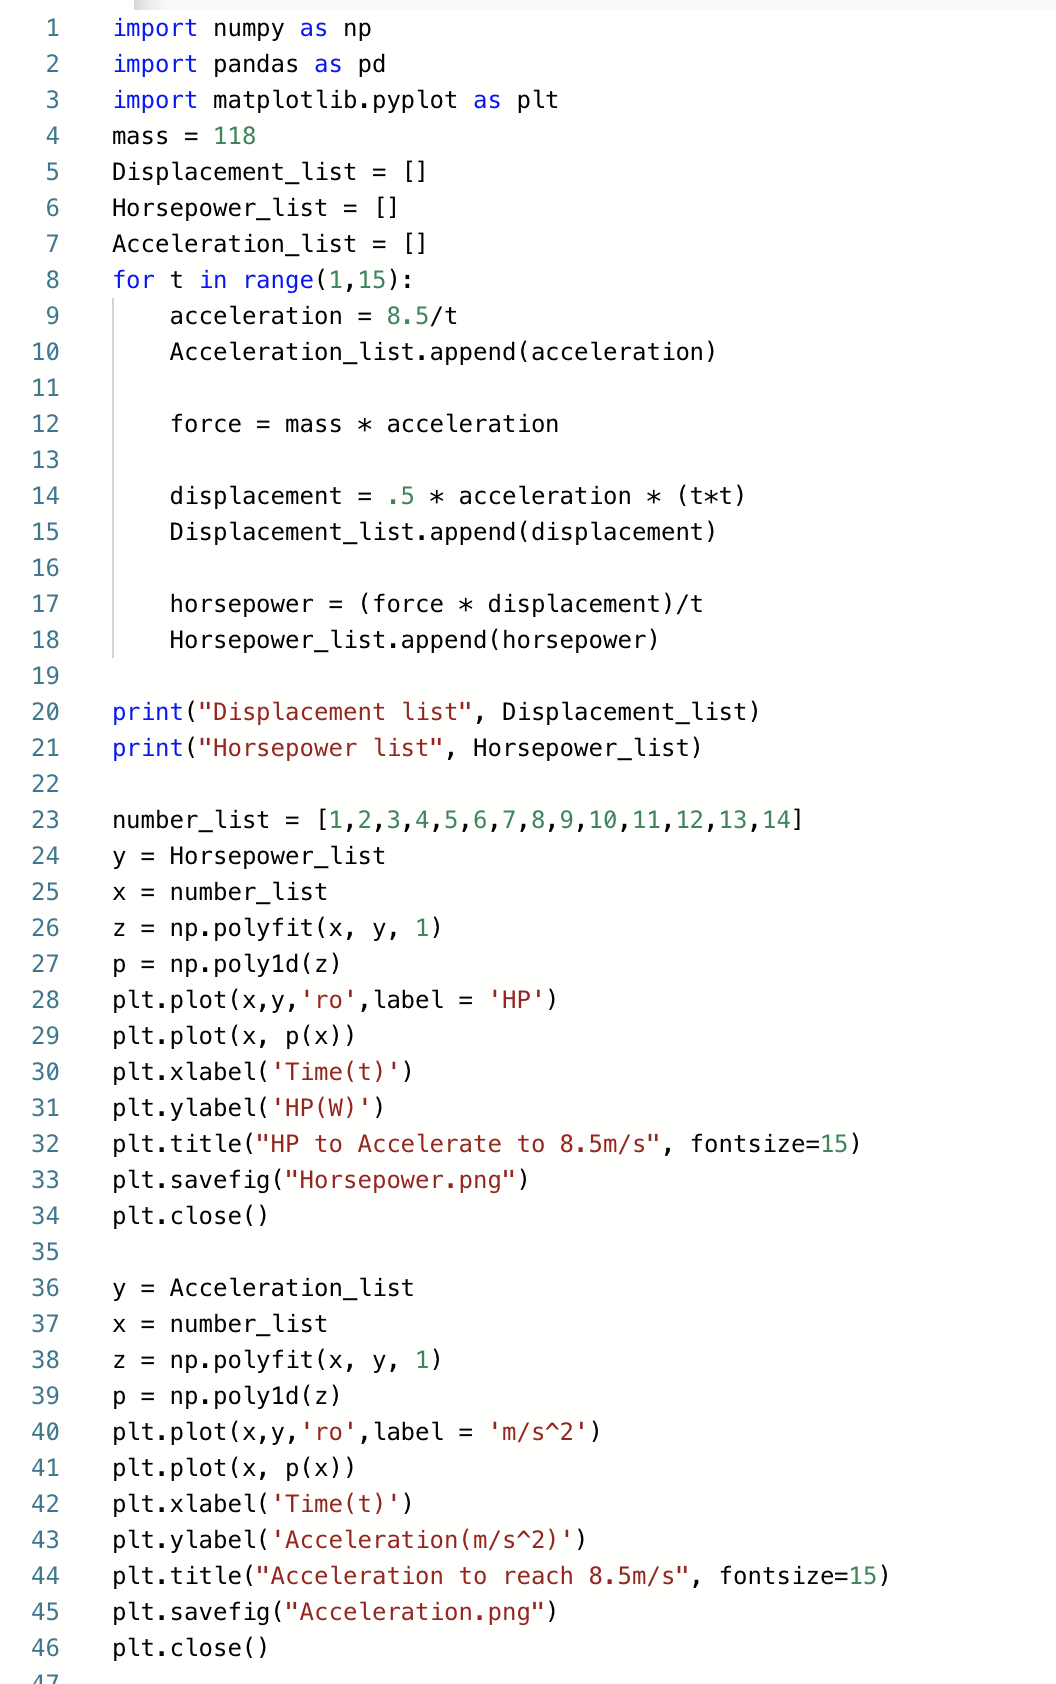 1 import numpy as np
2 import pandas as pd
3 import matplotlib.pyplot as plt
4 mass = 118
5 Displacement_list = []
6 Horsepower_list = []
7 Acceleration_list = []
8 for t in range(1,15):
9     acceleration = 8.5/t
10     Acceleration_list.append(acceleration)
11
12     force = mass * acceleration
13
14     displacement = .5 * acceleration * (t*t)
15     Displacement_list.append(displacement)
16
17     horsepower = (force * displacement)/t
18     Horsepower_list.append(horsepower)
19
20 print("Displacement list", Displacement_list)
21 print("Horsepower list", Horsepower_list)
22
23 number_list = [1,2,3,4,5,6,7,8,9,10,11,12,13,14]
24 y = Horsepower_list
25 x = number_list
26 z = np.polyfit(x, y, 1)
27 p = np.poly1d(z)
28 plt.plot(x,y,'ro',label = 'HP')
29 plt.plot(x, p(x))
30 plt.xlabel('Time(t)')
31 plt.ylabel('HP(W)')
32 plt.title("HP to Accelerate to 8.5m/s", fontsize=15)
33 plt.savefig("Horsepower.png")
34 plt.close()
35
36 y = Acceleration_list
37 x = number_list
38 z = np.polyfit(x, y, 1)
39 p = np.poly1d(z)
40 plt.plot(x,y,'ro',label = 'm/s^2')
41 plt.plot(x, p(x))
42 plt.xlabel('Time(t)')
43 plt.ylabel('Acceleration(m/s^2)')
44 plt.title("Acceleration to reach 8.5m/s", fontsize=15)
45 plt.savefig("Acceleration.png")
46 plt.close()
47